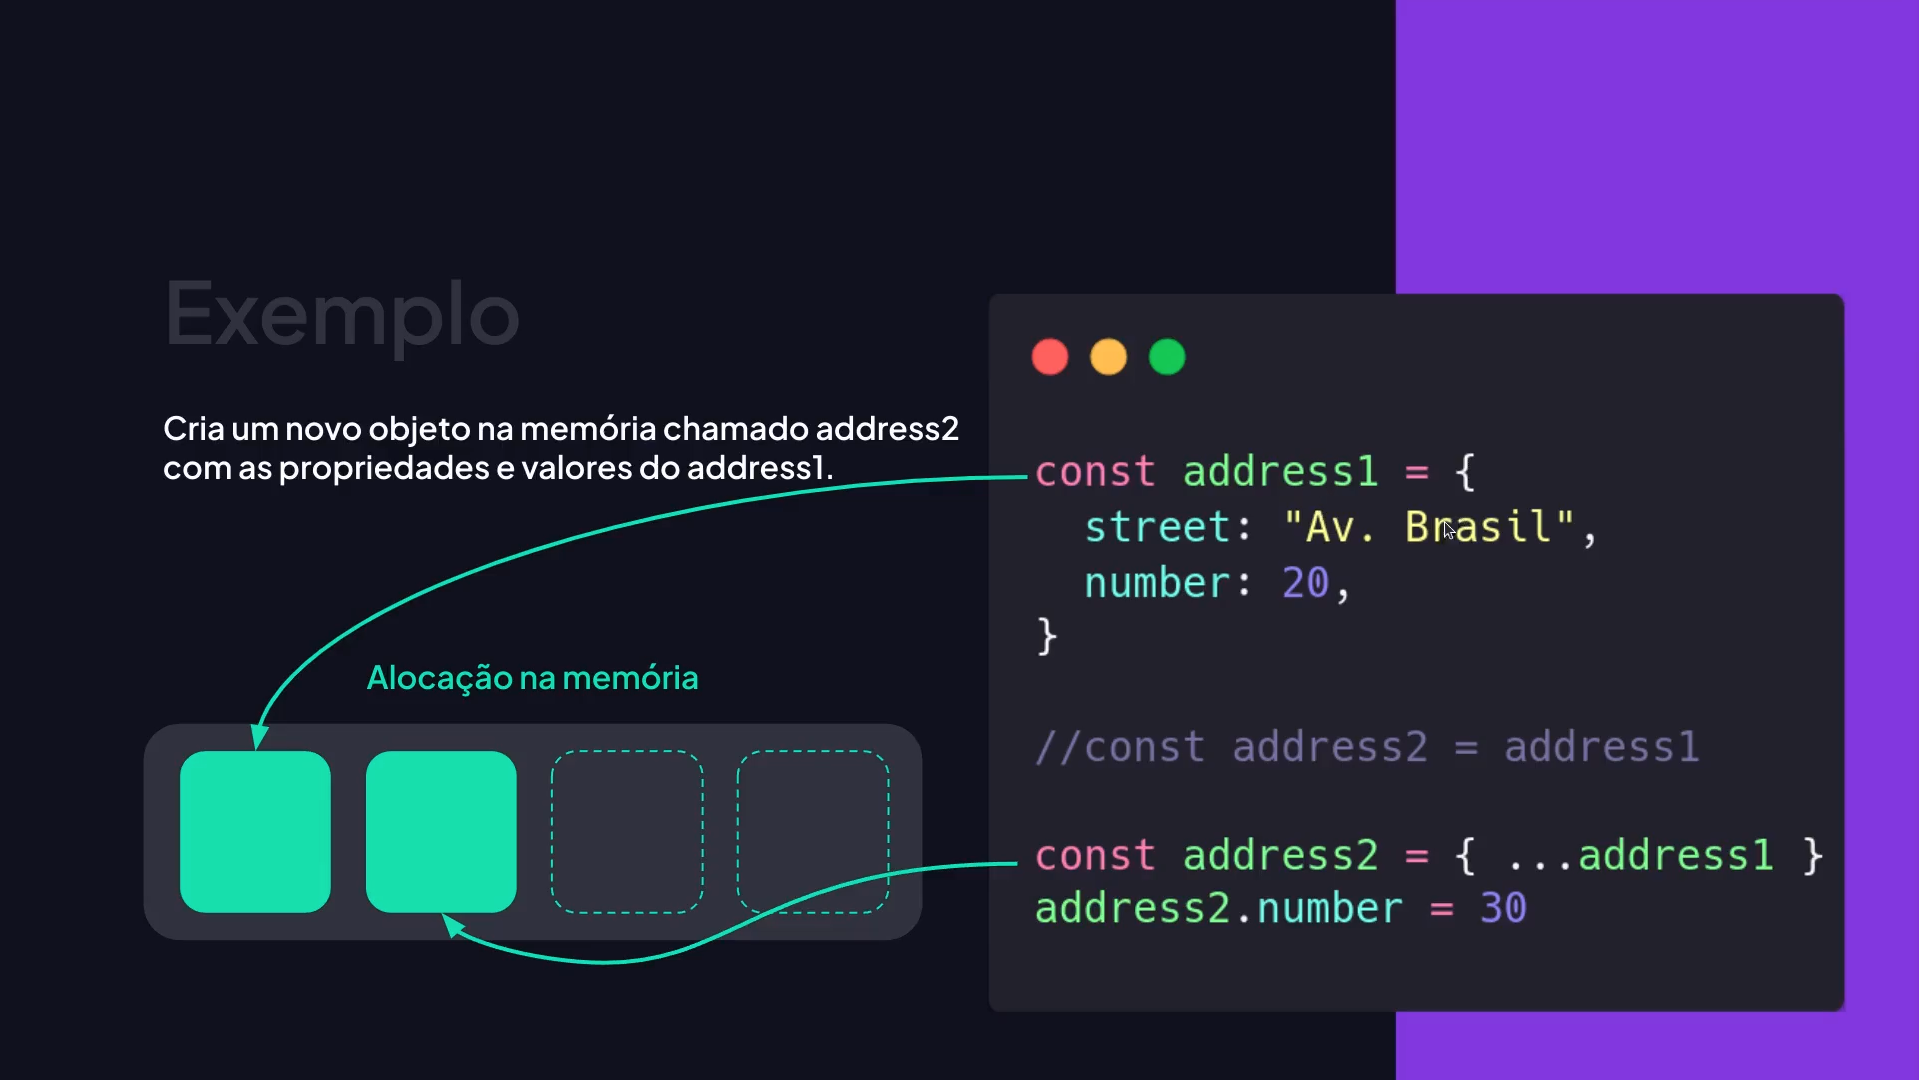 Exemplo
Cria um novo objeto na memória chamado address2
com as propriedades e valores do address1.
Alocação na memória
const address1 = {
  street: "Av. Brasil",
  number: 20,
}
//const address2 = address1
const address2 = { ...address1 }
address2.number = 30